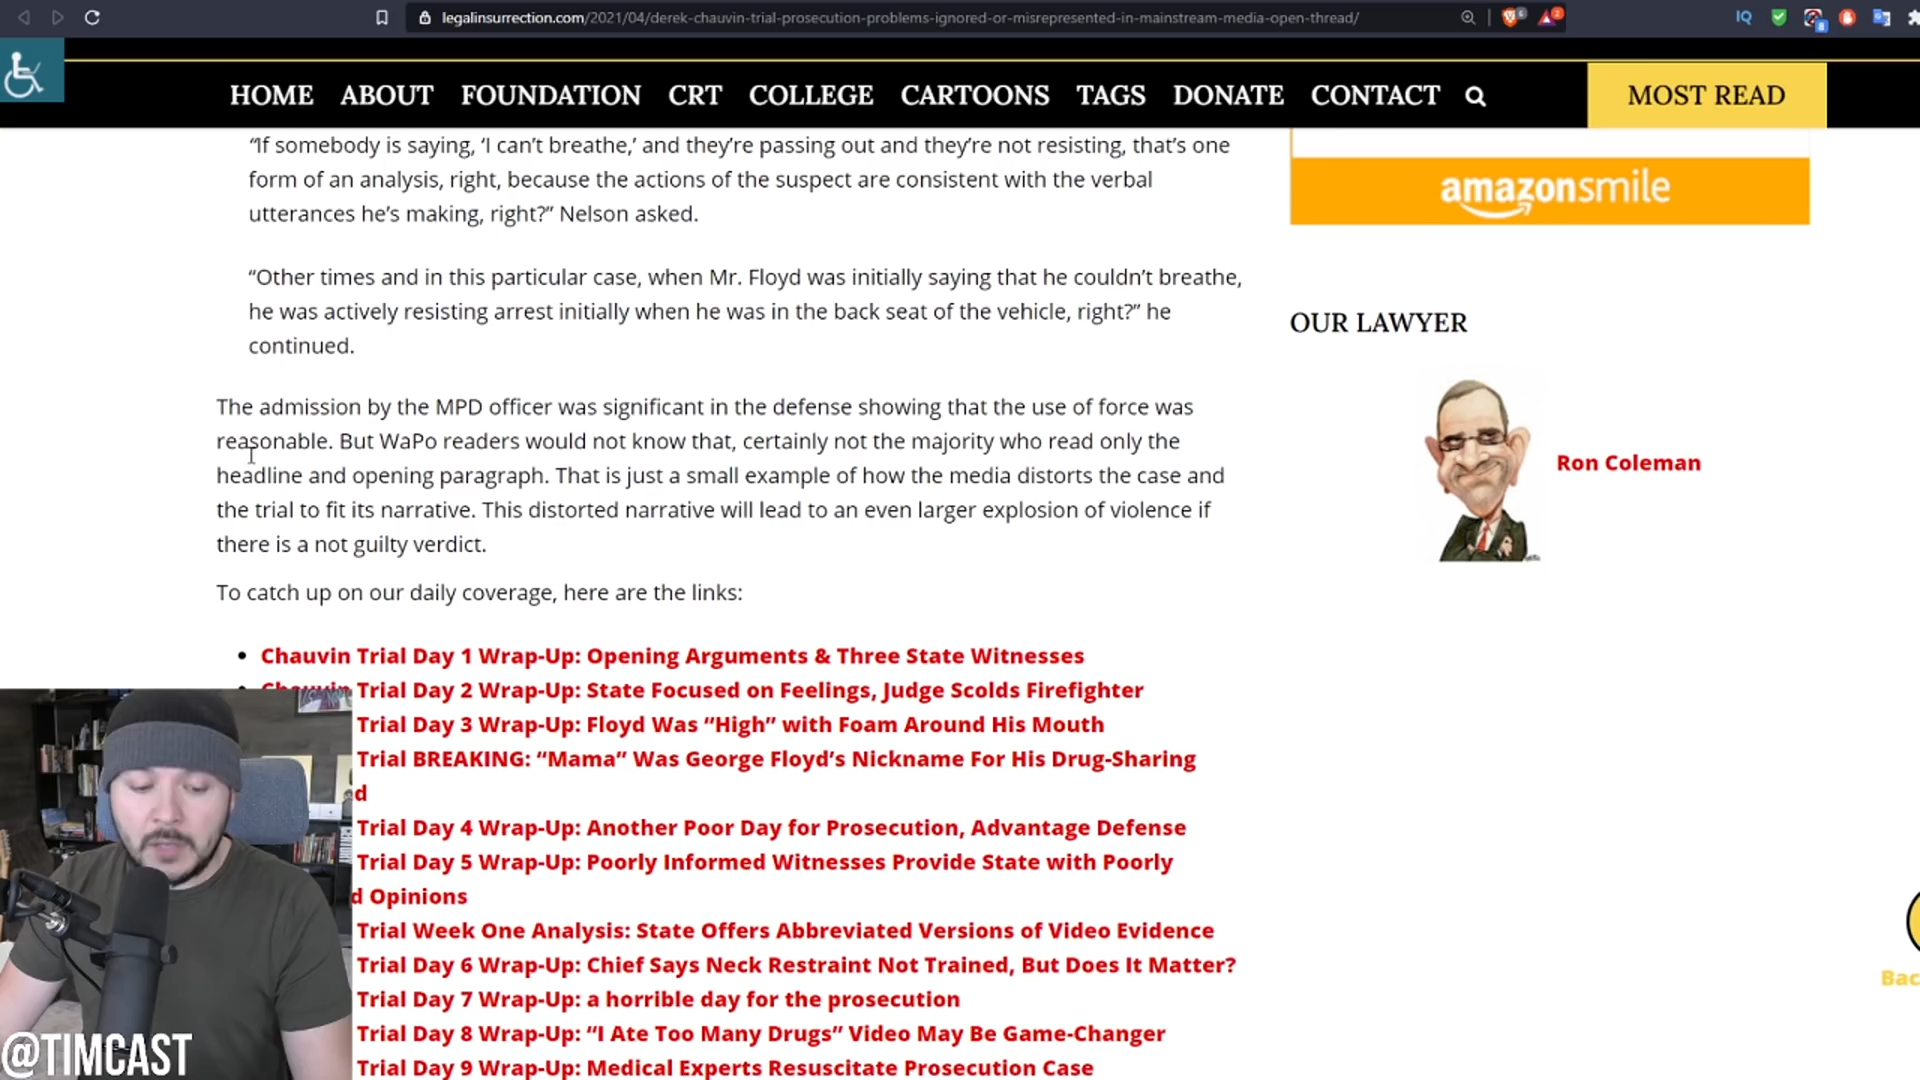 legalinsurrection.com/2021/04/derek-chauvin-trial-prosecution-problems-ignored-or-misrepresented-in-mainstream-media-open-thread/
HOME ABOUT FOUNDATION CRT COLLEGE CARTOONS TAGS DONATE CONTACT MOST READ
“If somebody is saying, ‘I can’t breathe,’ and they’re passing out and they’re not resisting, that’s one
form of an analysis, right, because the actions of the suspect are consistent with the verbal
utterances he’s making, right?” Nelson asked.
“Other times and in this particular case, when Mr. Floyd was initially saying that he couldn’t breathe,
he was actively resisting arrest initially when he was in the back seat of the vehicle, right?” he
continued.
The admission by the MPD officer was significant in the defense showing that the use of force was
reasonable. But WaPo readers would not know that, certainly not the majority who read only the
headline and opening paragraph. That is just a small example of how the media distorts the case and
the trial to fit its narrative. This distorted narrative will lead to an even larger explosion of violence if
there is a not guilty verdict.
To catch up on our daily coverage, here are the links:
Chauvin Trial Day 1 Wrap-Up: Opening Arguments & Three State Witnesses
Chauvin Trial Day 2 Wrap-Up: State Focused on Feelings, Judge Scolds Firefighter
Trial Day 3 Wrap-Up: Floyd Was “High” with Foam Around His Mouth
Trial BREAKING: “Mama” Was George Floyd’s Nickname For His Drug-Sharing
d
Trial Day 4 Wrap-Up: Another Poor Day for Prosecution, Advantage Defense
Trial Day 5 Wrap-Up: Poorly Informed Witnesses Provide State with Poorly
d Opinions
Trial Week One Analysis: State Offers Abbreviated Versions of Video Evidence
Trial Day 6 Wrap-Up: Chief Says Neck Restraint Not Trained, But Does It Matter?
Trial Day 7 Wrap-Up: a horrible day for the prosecution
Trial Day 8 Wrap-Up: “I Ate Too Many Drugs” Video May Be Game-Changer
Trial Day 9 Wrap-Up: Medical Experts Resuscitate Prosecution Case
amazonsmile
OUR LAWYER
Ron Coleman
Bac
@TIMCAST